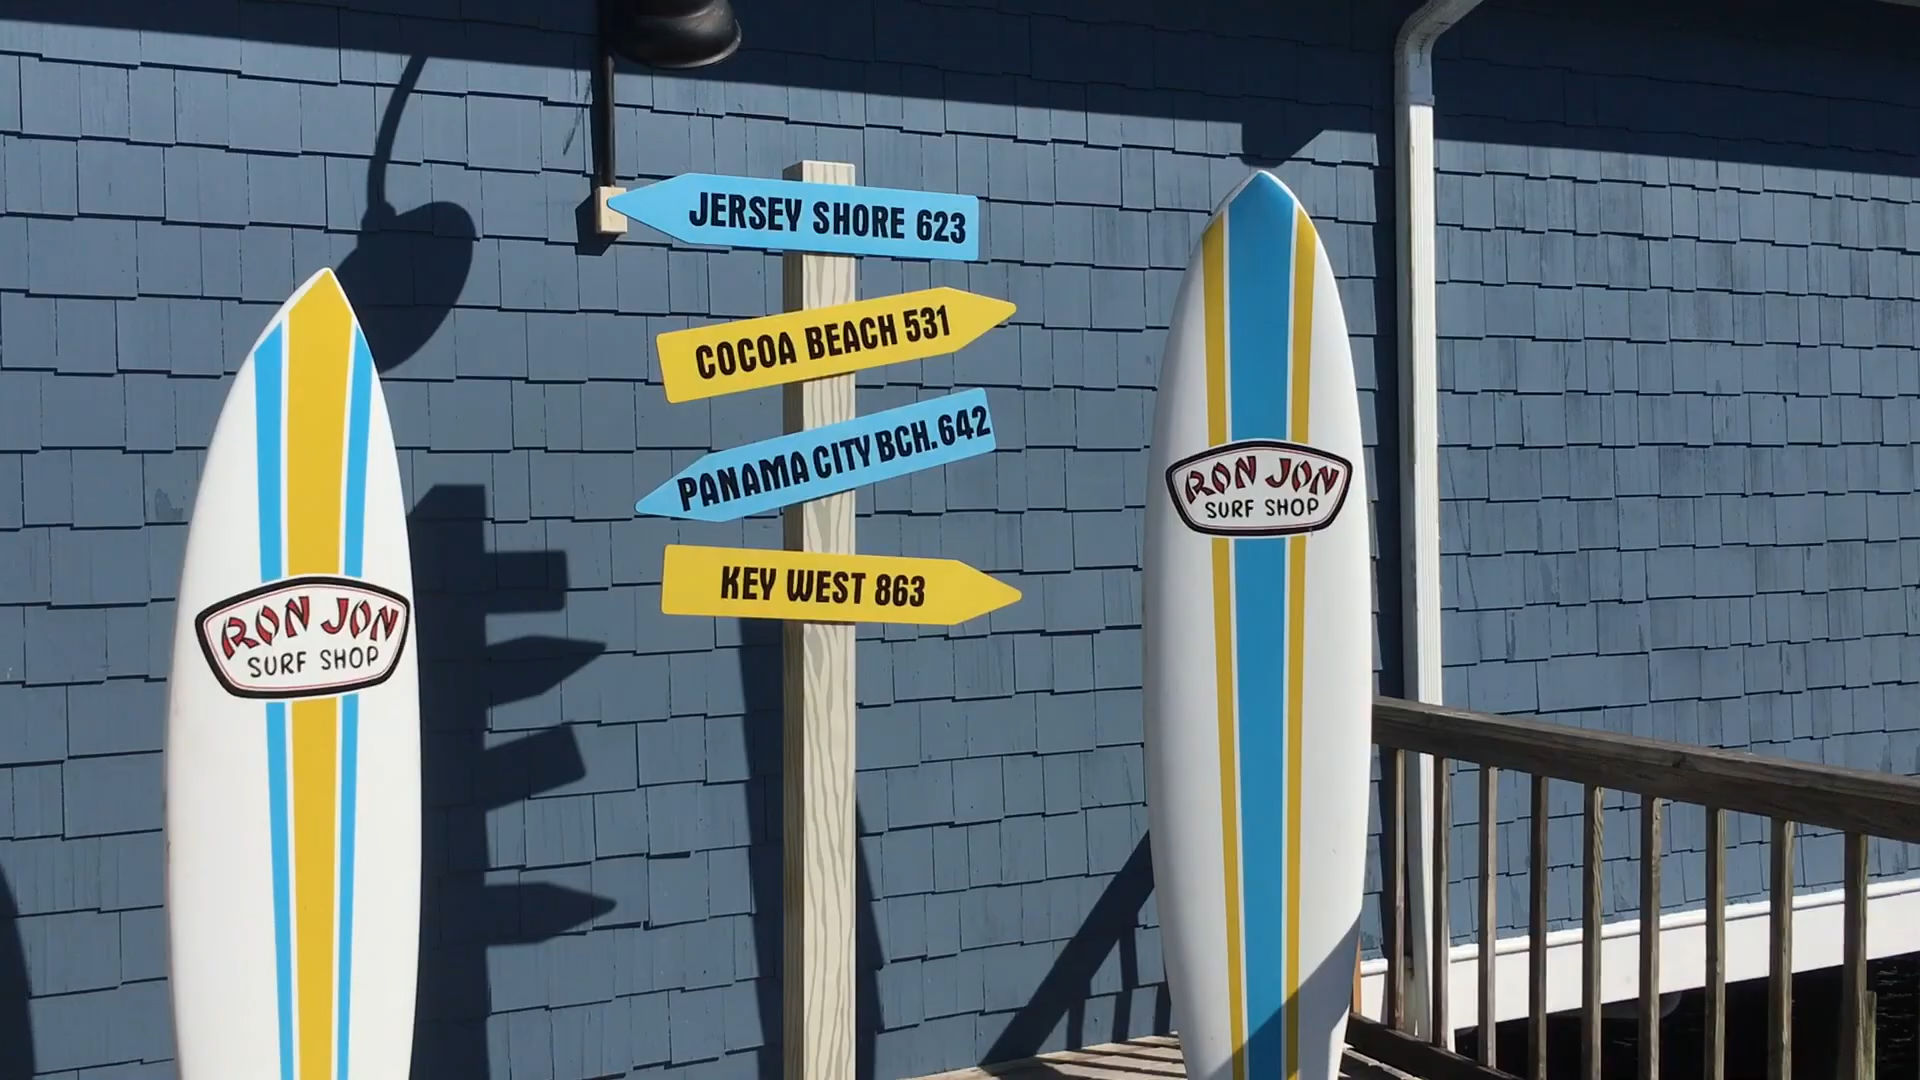 JERSEY SHORE 623
COCOA BEACH 531
PANAMA CITY BCH. 642
KEY WEST 863
RON JON
SURF SHOP
RON JON
SURF SHOP